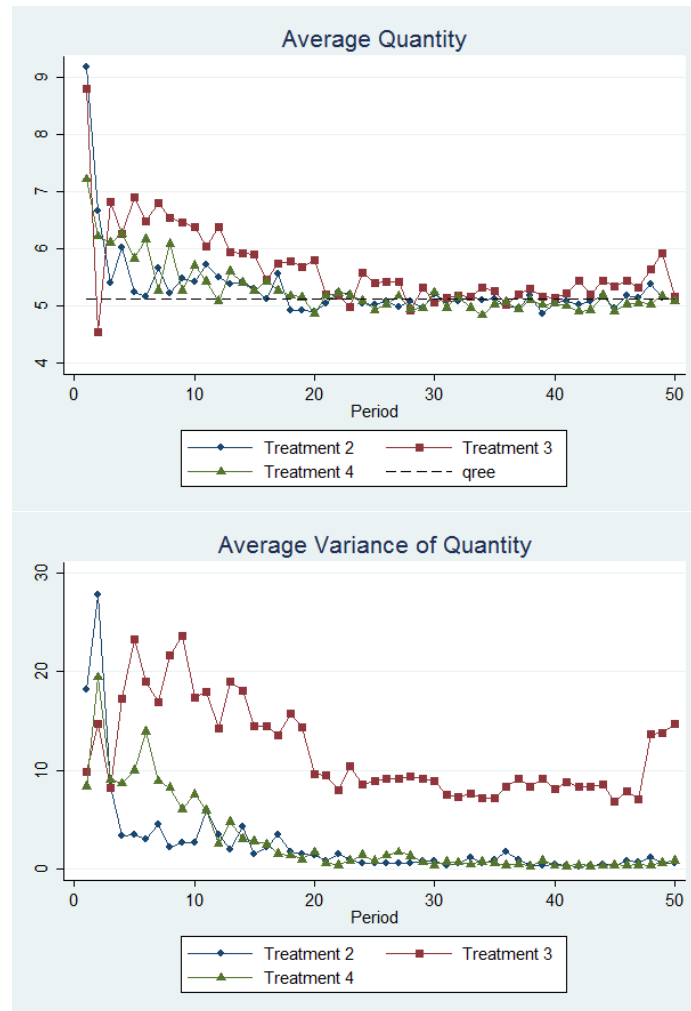 Average Quantity
9
8
7
6
5
4
0 10 20 30 40 50
Period
Treatment 2 Treatment 3
Treatment 4 qree
Average Variance of Quantity
30
20
10
0
0 10 20 30 40 50
Period
Treatment 2 Treatment 3
Treatment 4